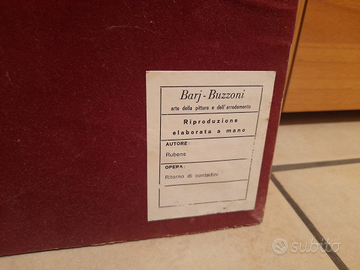 Barj-Buzzoni
arte della pittura e dell'arredamento
Riproduzione
elaborata a mano
AUTORE:
Rubens
OPERA:
Ritorno di contadini
subito